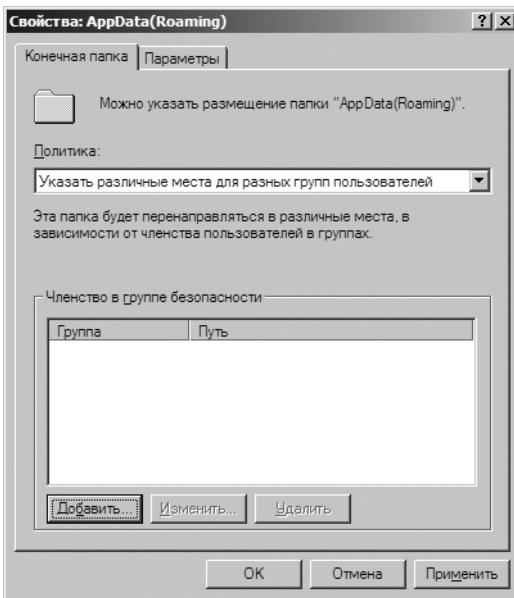 Свойства: AppData(Roaming)
Конечная папка
Параметры
Можно указать размещение папки "AppData(Roaming)".
Политика:
Указать различные места для разных групп пользователей
Эта папка будет перенаправляться в различные места, в
зависимости от членства пользователей в группах.
Членство в группе безопасности
Группа
Путь
Добавить...
Изменить...
Удалить
OK
Отмена
Применить